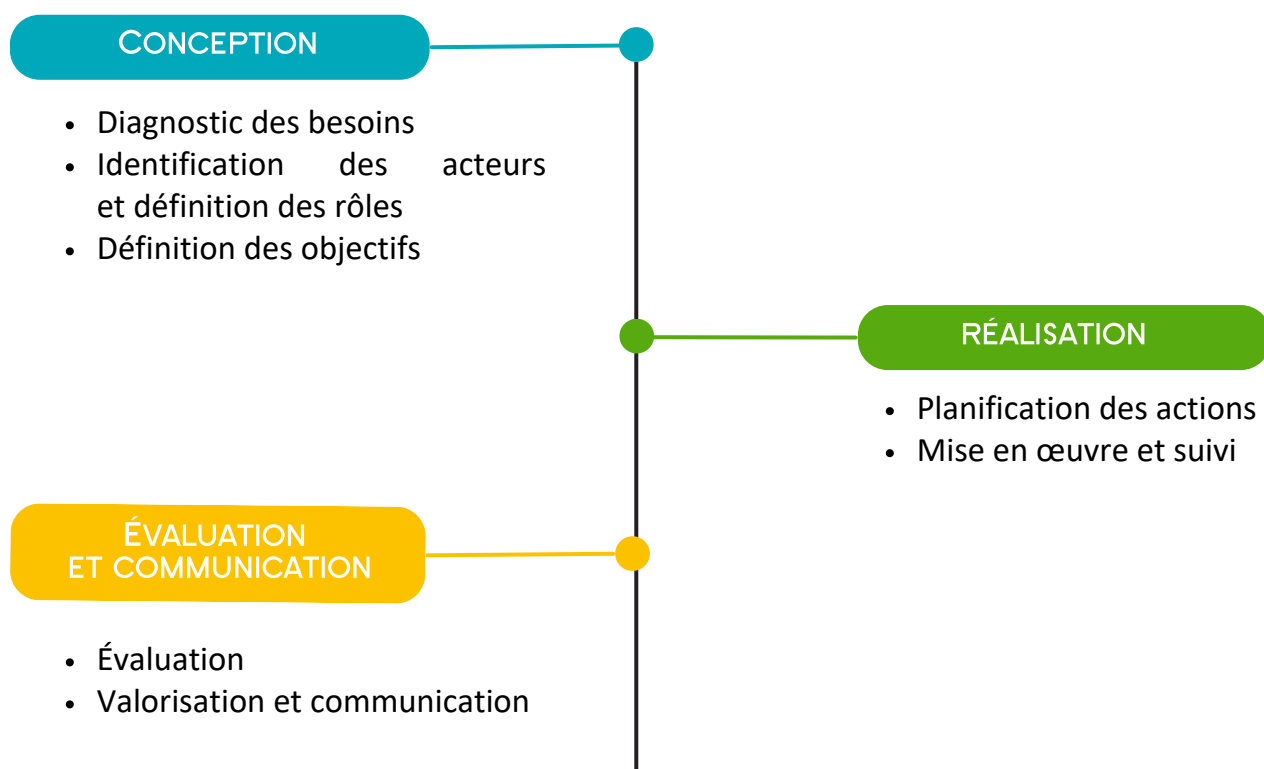 CONCEPTION
• Diagnostic des besoins
• Identification des acteurs
et définition des rôles
• Définition des objectifs
RÉALISATION
• Planification des actions
• Mise en œuvre et suivi
ÉVALUATION
ET COMMUNICATION
• Évaluation
• Valorisation et communication